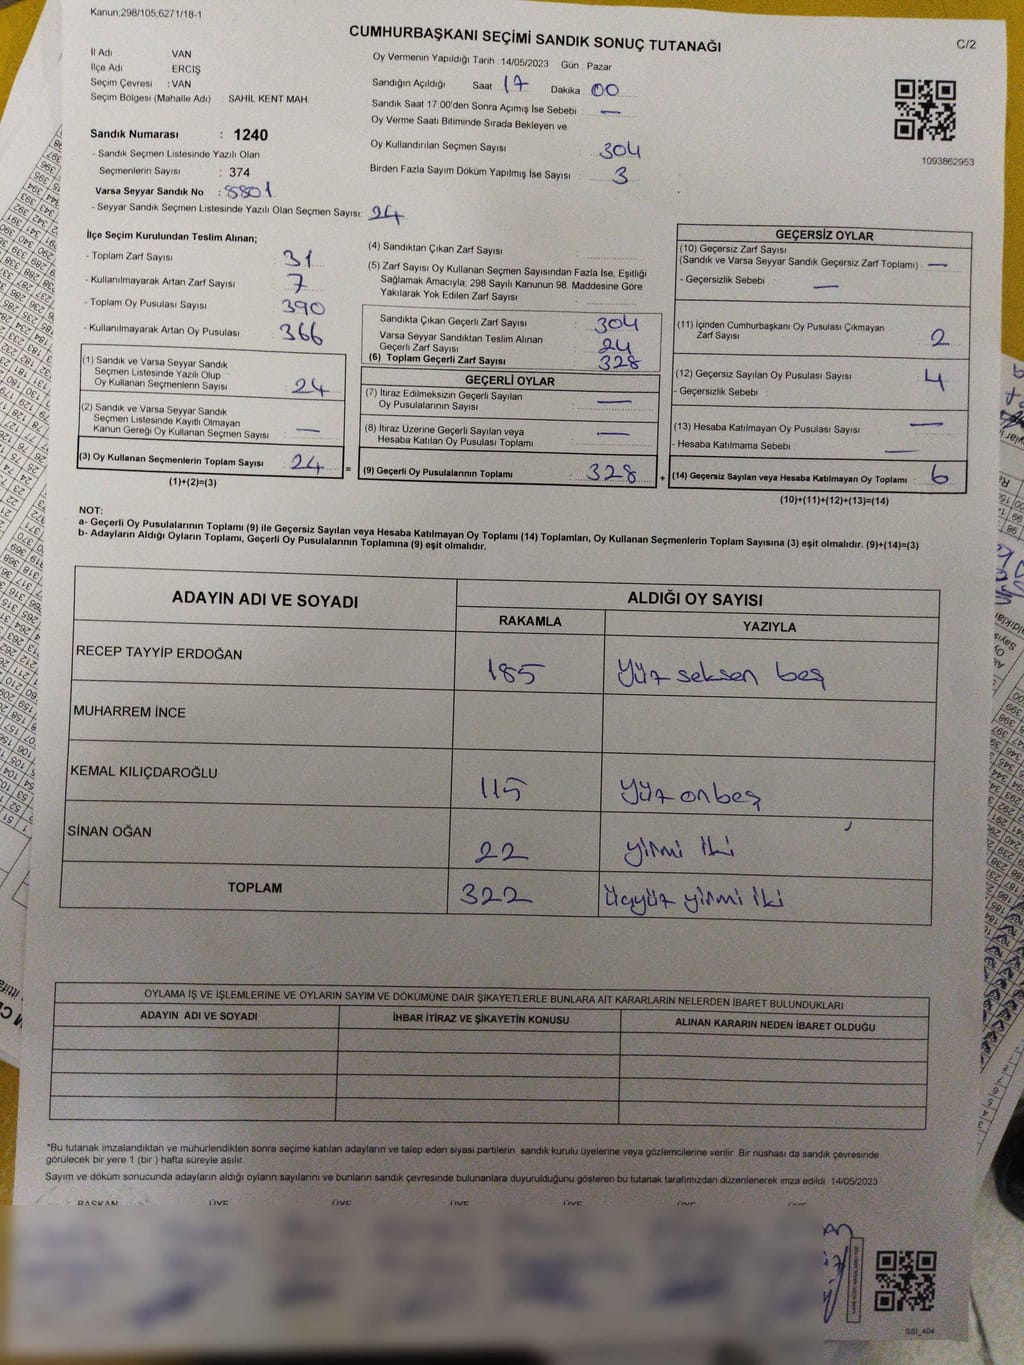 Kanun;298/105,6271/18-1
CUMHURBAŞKANI SEÇİMİ SANDIK SONUÇ TUTANAĞI
C/2
İl Adı VAN
İlçe Adı ERCİŞ
Seçim Çevresi : VAN
Seçim Bölgesi (Mahalle Adı) : SAHİL KENT MAH.
Oy Vermenin Yapıldığı Tarih : 14/05/2023 Gün : Pazar
Sandığın Açıldığı Saat 17 Dakika : 00
Sandık Saat 17.00'den Sonra Açımış İse Sebebi : —
Oy Verme Saati Bitiminde Sırada Bekleyen ve
Oy Kullandırılan Seçmen Sayısı 304
Birden Fazla Sayım Döküm Yapılmış İse Sayısı : 3
1093862953
Sandık Numarası : 1240
- Sandık Seçmen Listesinde Yazılı Olan
Seçmenlerin Sayısı : 374
Varsa Seyyar Sandık No : 8801
- Seyyar Sandık Seçmen Listesinde Yazılı Olan Seçmen Sayısı: 24
İlçe Seçim Kurulundan Teslim Alınan;
- Toplam Zarf Sayısı : 31
- Kullanılmayarak Artan Zarf Sayısı : 7
- Toplam Oy Pusulası Sayısı : 390
- Kullanılmayarak Artan Oy Pusulası : 366
(1) Sandık ve Varsa Seyyar Sandık
Seçmen Listesinde Yazılı Olup
Oy Kullanan Seçmenlerin Sayısı : 24
(2) Sandık ve Varsa Seyyar Sandık
Seçmen Listesinde Kayıtlı Olmayan
Kanun Gereği Oy Kullanan Seçmen Sayısı : —
(3) Oy Kullanan Seçmenlerin Toplam Sayısı : 24 =
(1)+(2)=(3)
(4) Sandıktan Çıkan Zarf Sayısı :
(5) Zarf Sayısı Oy Kullanan Seçmen Sayısından Fazla İse, Eşitliği
Sağlamak Amacıyla, 298 Sayılı Kanunun 98. Maddesine Göre
Yakılarak Yok Edilen Zarf Sayısı :
Sandıkta Çıkan Geçerli Zarf Sayısı : 304
Varsa Seyyar Sandıktan Teslim Alınan
Geçerli Zarf Sayısı : 24
(6) Toplam Geçerli Zarf Sayısı : 328
GEÇERLİ OYLAR
(7) İtiraz Edilmeksizin Geçerli Sayılan
Oy Pusulalarının Sayısı : —
(8) İtiraz Üzerine Geçerli Sayılan veya
Hesaba Katılan Oy Pusulası Toplamı : —
(9) Geçerli Oy Pusulalarının Toplamı : 328 +
GEÇERSİZ OYLAR
(10) Geçersiz Zarf Sayısı
(Sandık ve Varsa Seyyar Sandık Geçersiz Zarf Toplamı) : —
- Geçersizlik Sebebi : —
(11) İçinden Cumhurbaşkanı Oy Pusulası Çıkmayan
Zarf Sayısı : 2
(12) Geçersiz Sayılan Oy Pusulası Sayısı : 4
- Geçersizlik Sebebi :
(13) Hesaba Katılmayan Oy Pusulası Sayısı : —
- Hesaba Katılmama Sebebi : —
(14) Geçersiz Sayılan veya Hesaba Katılmayan Oy Toplamı : 6
(10)+(11)+(12)+(13)=(14)
NOT:
a- Geçerli Oy Pusulalarının Toplamı (9) ile Geçersiz Sayılan veya Hesaba Katılmayan Oy Toplamı (14) Toplamları, Oy Kullanan Seçmenlerin Toplam Sayısına (3) eşit olmalıdır. (9)+(14)=(3)
b- Adayların Aldığı Oyların Toplamı, Geçerli Oy Pusulalarının Toplamına (9) eşit olmalıdır.
ADAYIN ADI VE SOYADI ALDIĞI OY SAYISI
RAKAMLA YAZIYLA
RECEP TAYYİP ERDOĞAN 185 Yüz seksen beş
MUHARREM İNCE
KEMAL KILIÇDAROĞLU 115 Yüz onbeş
SİNAN OĞAN 22 yirmi iki
TOPLAM 322 üçyüz yirmi iki
OYLAMA İŞ VE İŞLEMLERİNE VE OYLARIN SAYIM VE DÖKÜMÜNE DAİR ŞİKAYETLERLE BUNLARA AİT KARARLARIN NELERDEN İBARET BULUNDUKLARI
ADAYIN ADI VE SOYADI İHBAR İTİRAZ VE ŞİKAYETİN KONUSU ALINAN KARARIN NEDEN İBARET OLDUĞU
*Bu tutanak imzalandıktan ve mühürlendikten sonra seçime katılan adayların ve talep eden siyasi partilerin sandık kurulu üyelerine veya gözlemcilerine verilir. Bir nüshası da sandık çevresinde
görülecek bir yere 1 (bir ) hafta süreyle asılır.
Sayım ve döküm sonucunda adayların aldığı oyların sayılarını ve bunların sandık çevresinde bulunanlara duyurulduğunu gösteren bu tutanak tarafımızdan düzenlenerek imza edildi. 14/05/2023
BAŞKAN ÜYE ÜYE ÜYE ÜYE ÜYE ÜYE
SSI_404